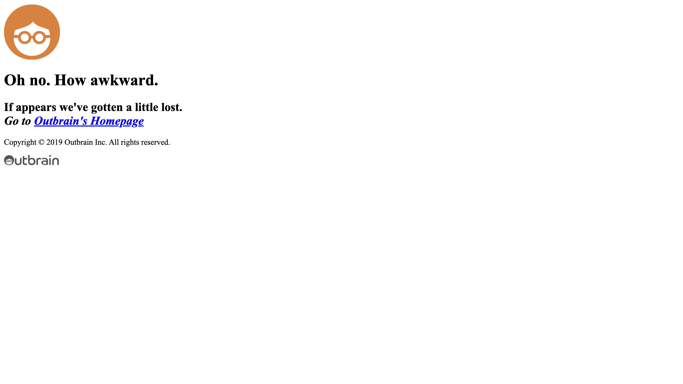 Oh no. How awkward.
If appears we've gotten a little lost.
Go to Outbrain's Homepage
Copyright © 2019 Outbrain Inc. All rights reserved.
Outbrain